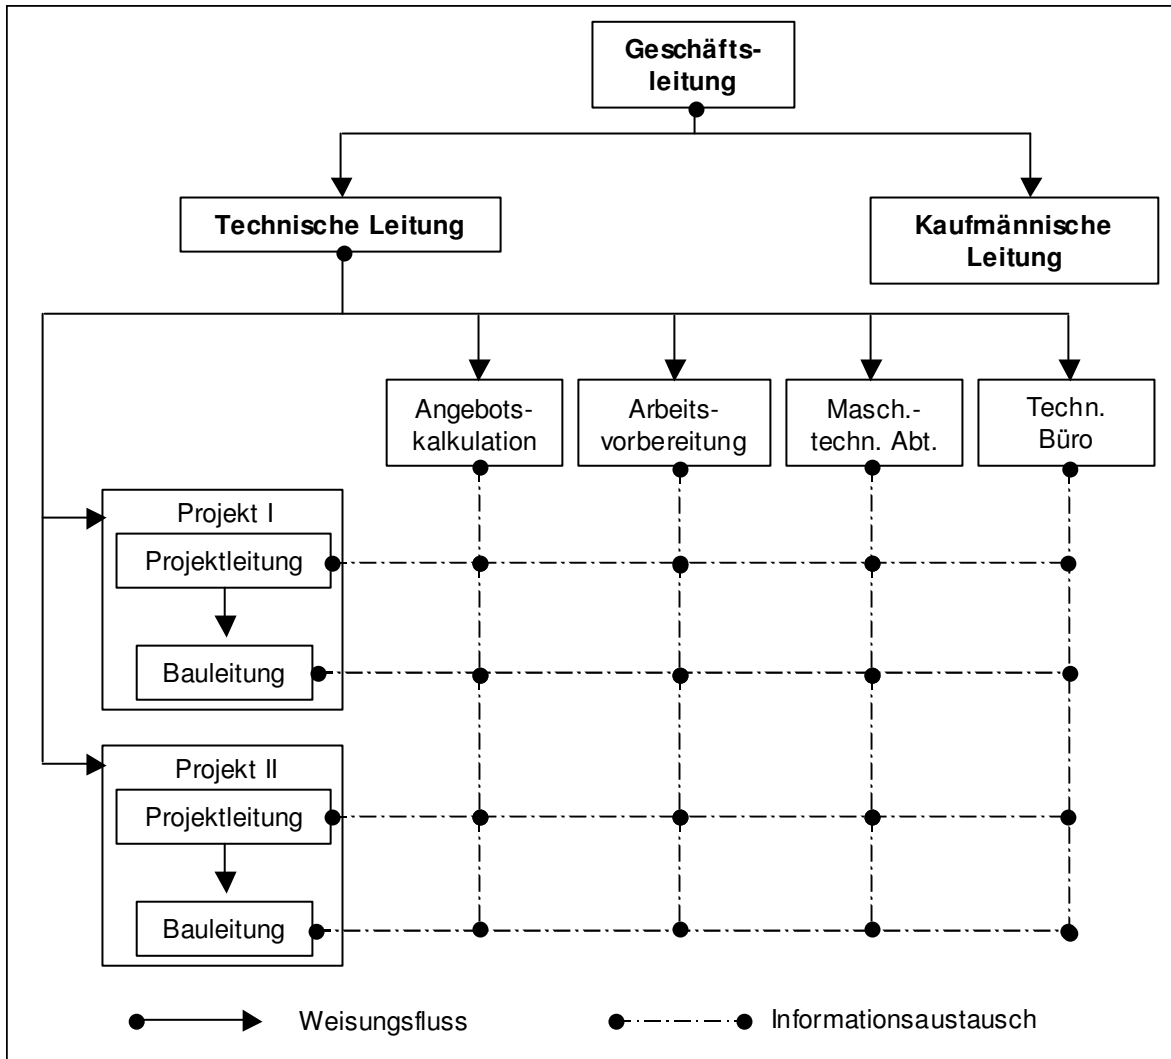 Geschäfts-
leitung
Technische Leitung
Kaufmännische
Leitung
Angebots-
kalkulation
Arbeits-
vorbereitung
Masch.-
techn. Abt.
Techn.
Büro
Projekt I
Projektleitung
Bauleitung
Projekt II
Projektleitung
Bauleitung
Weisungsfluss
Informationsaustausch